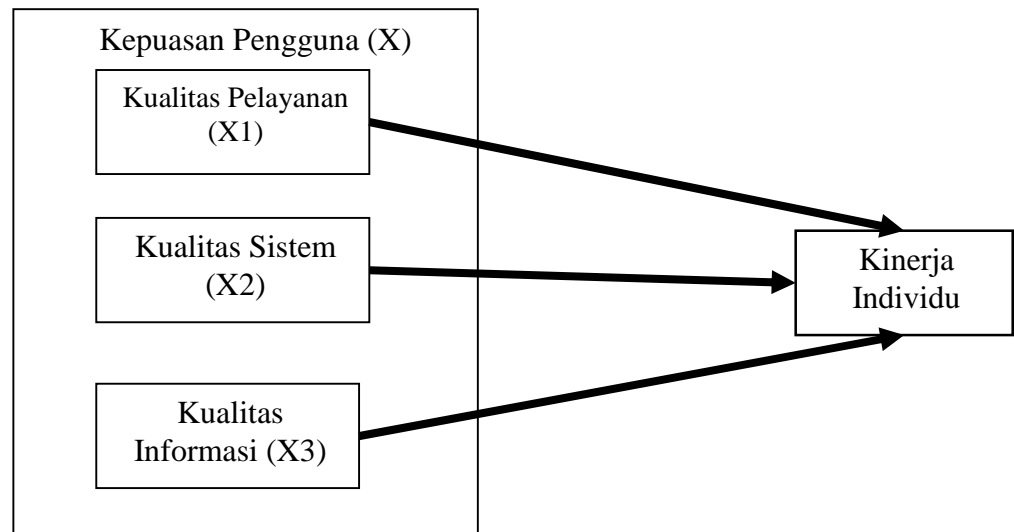 Kepuasan Pengguna (X)
Kualitas Pelayanan
(X1)
Kualitas Sistem
(X2)
Kualitas
Informasi (X3)
Kinerja
Individu